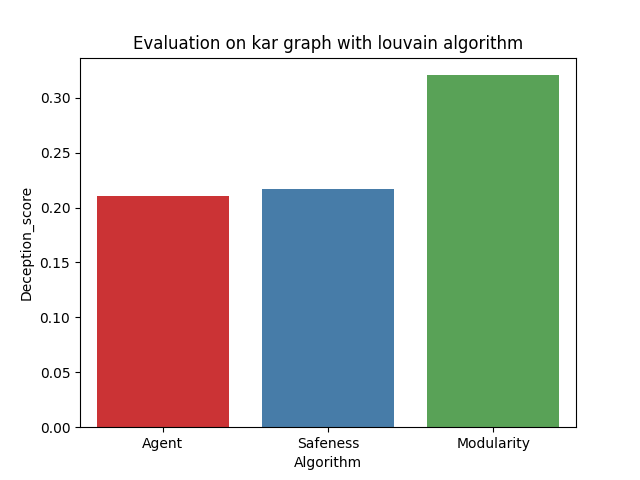 Evaluation on kar graph with louvain algorithm
Deception_score
0.30
0.25
0.20
0.15
0.10
0.05
0.00
Agent Safeness Modularity
Algorithm